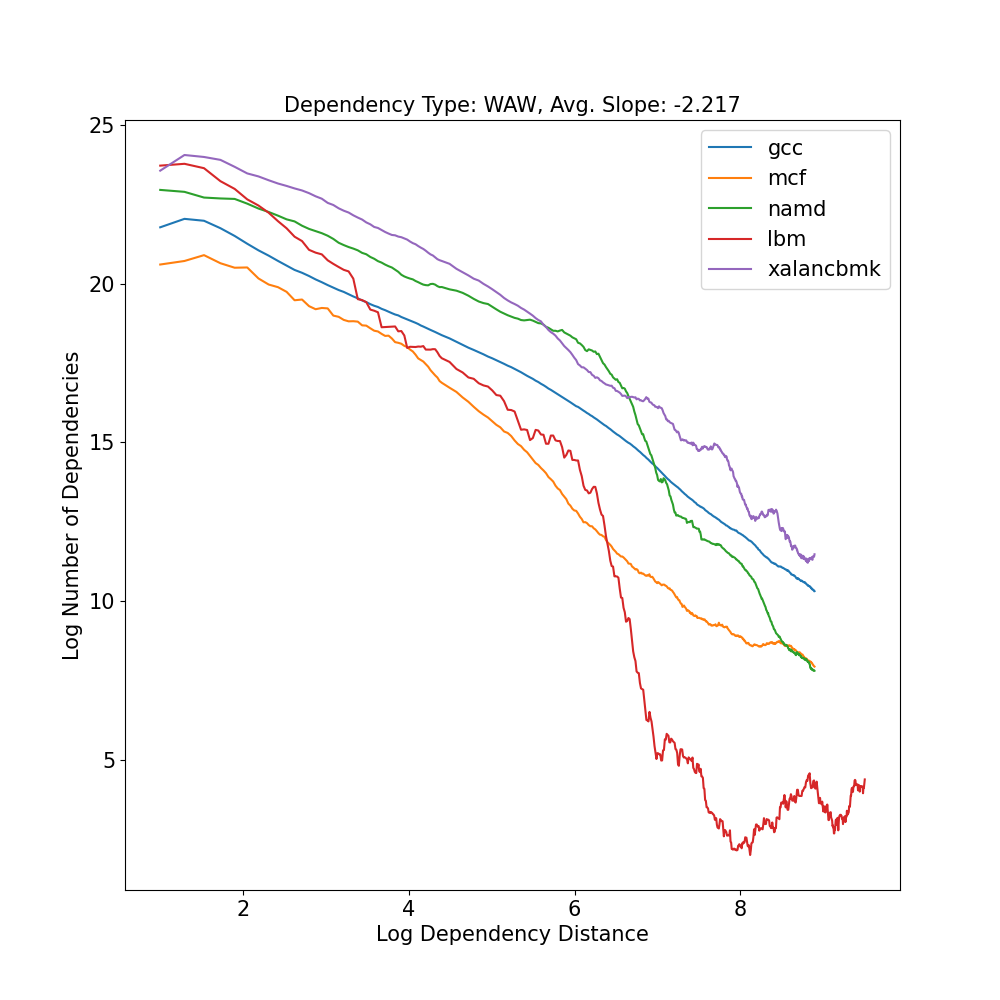 Dependency Type: WAW, Avg. Slope: -2.217
25
20
15
10
5
Log Number of Dependencies
gcc
mcf
namd
lbm
xalancbmk
2 4 6 8
Log Dependency Distance